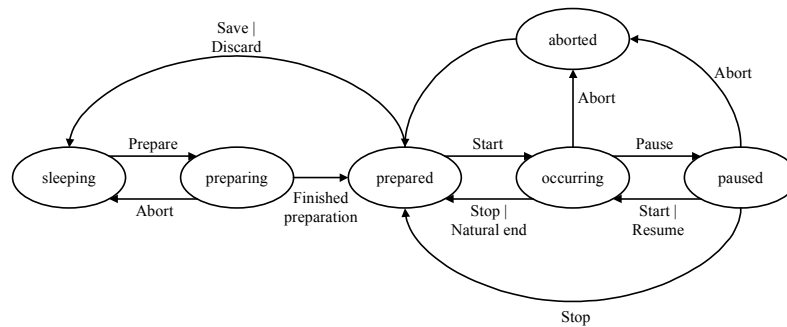 Save |
Discard
aborted
Abort
Abort
Prepare
Start
Pause
sleeping
preparing
prepared
occurring
paused
Abort
Finished
preparation
Stop |
Natural end
Start |
Resume
Stop